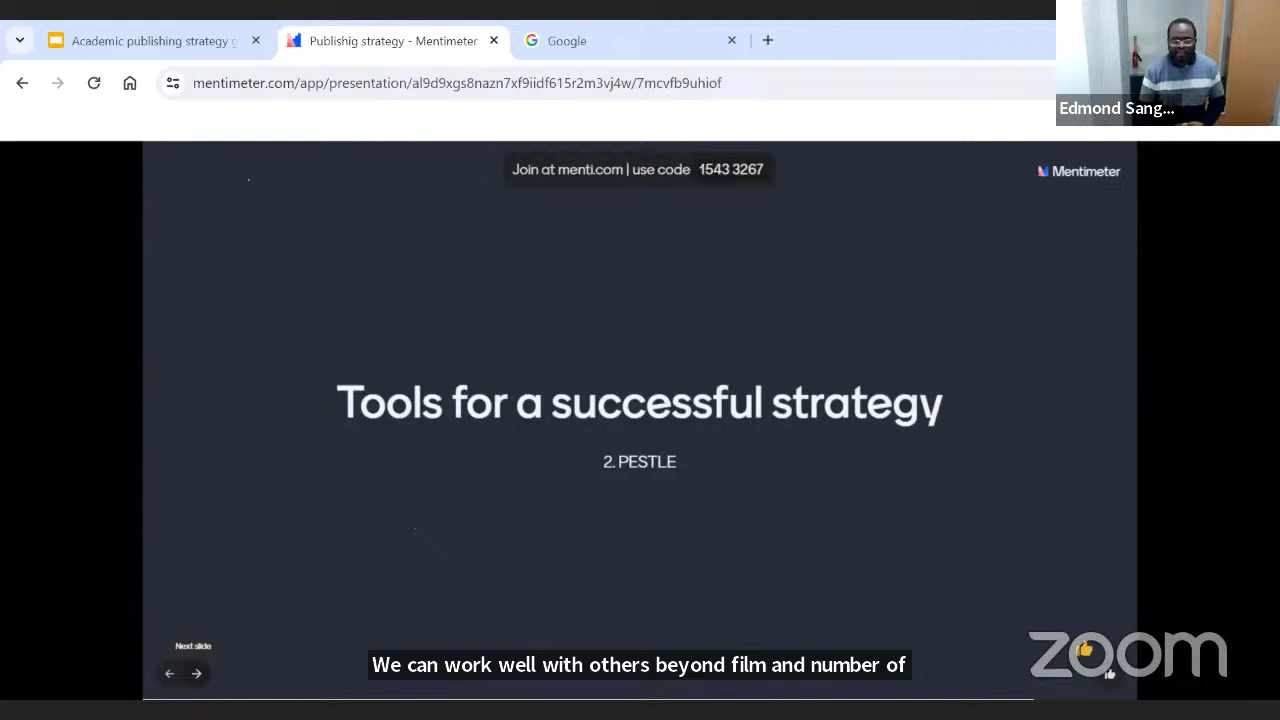 Academic publishing strategy g
Publishig strategy - Mentimeter
Google
mentimeter.com/app/presentation/al9d9xgs8nazn7xf9iidf615r2m3vj4w/7mcvfb9uhiof
Edmond Sang...
Join at menti.com | use code 1543 3267
Mentimeter
Tools for a successful strategy
2. PESTLE
Next slide
We can work well with others beyond film and number of
zoom